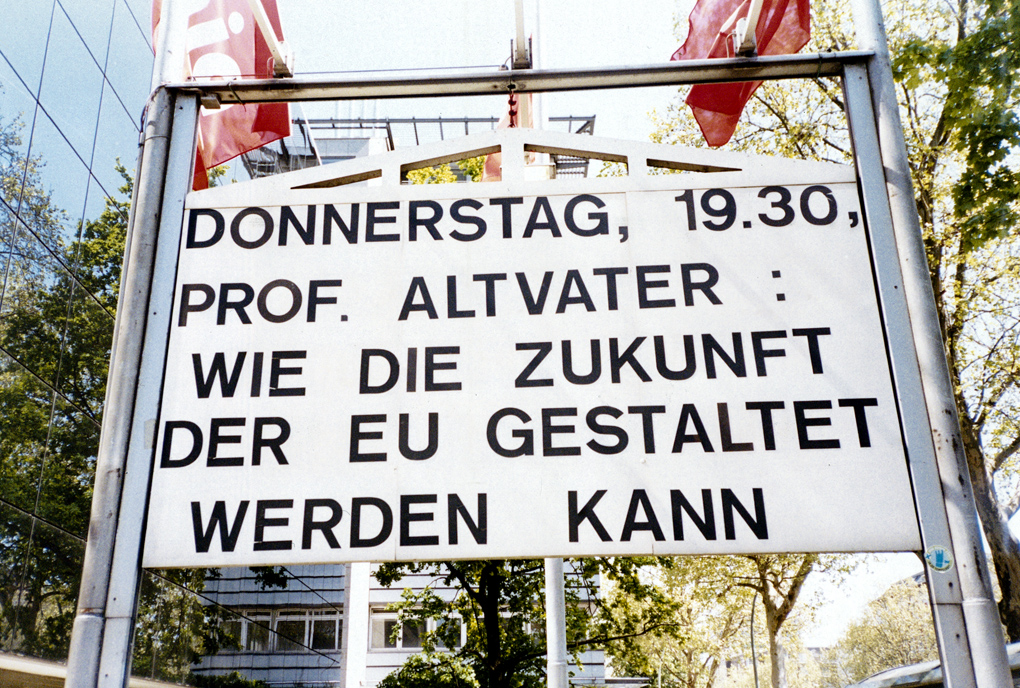 DONNERSTAG, 19.30,
PROF. ALTVATER :
WIE DIE ZUKUNFT
DER EU GESTALTET
WERDEN KANN